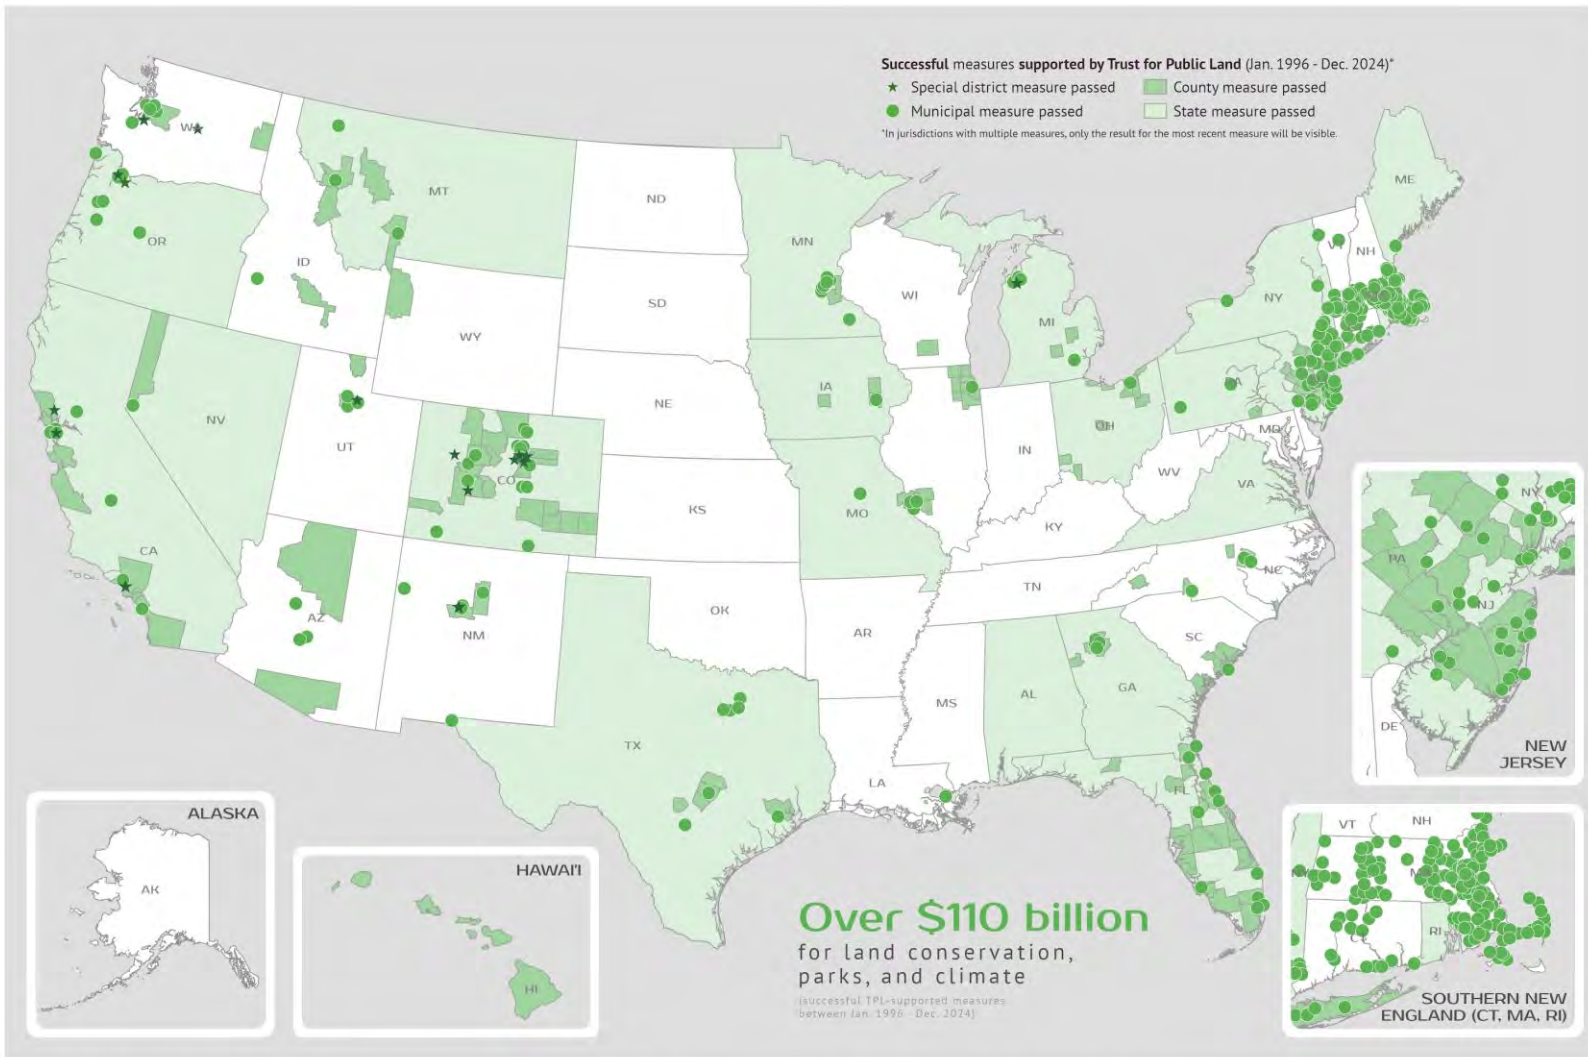 Successful measures supported by Trust for Public Land (Jan. 1996 - Dec. 2024)*
★ Special district measure passed
County measure passed
Municipal measure passed
State measure passed
*In jurisdictions with multiple measures, only the result for the most recent measure will be visible.
WA
MT
ND
MN
ME
OR
ID
SD
WI
MI
VT
NH
NY
WY
IA
NE
PA
NV
UT
CO
IN
OH
MD
WV
VA
KS
MO
KY
CA
AZ
NM
OK
AR
TN
NC
SC
TX
LA
MS
AL
GA
FL
NY
PA
NJ
DE
NEW
JERSEY
ALASKA
AK
HAWAI'I
HI
Over $110 billion
for land conservation,
parks, and climate
(successful TPL-supported measures
between Jan. 1996 - Dec. 2024)
VT
NH
RI
SOUTHERN NEW
ENGLAND (CT, MA, RI)